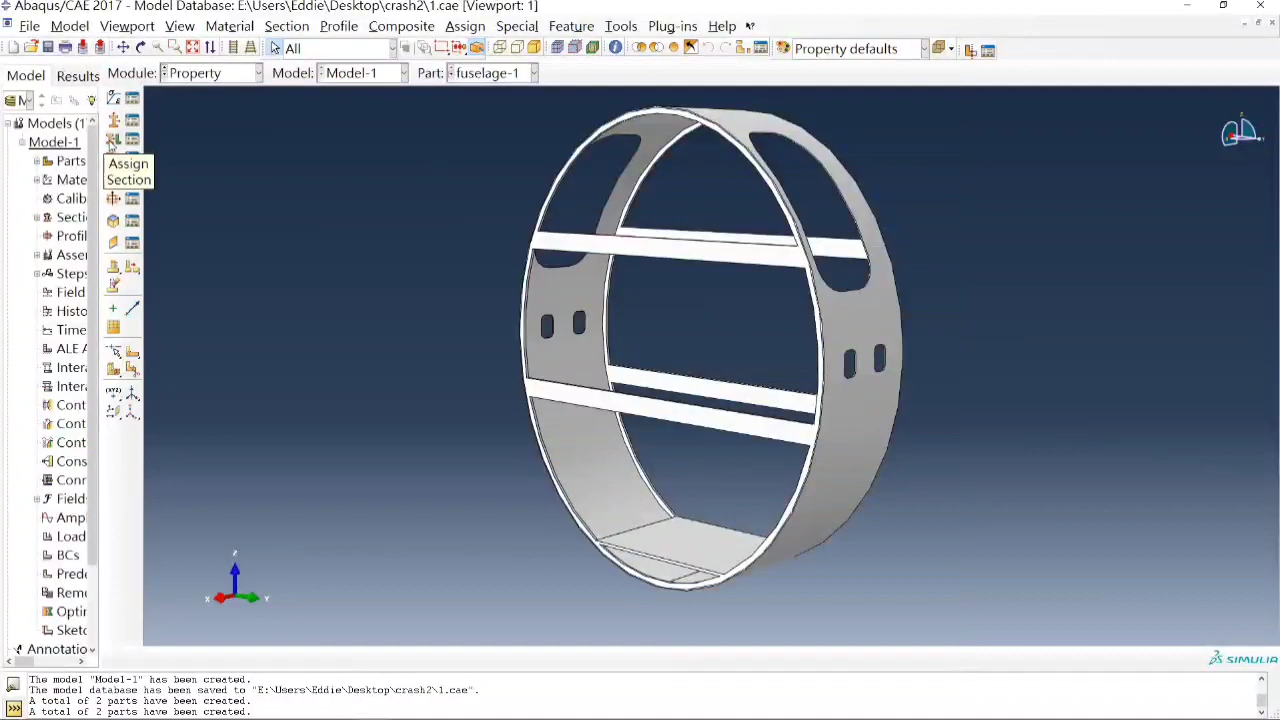 Abaqus/CAE 2017 - Model Database: E:\Users\Eddie\Desktop\crash2\1.cae [Viewport: 1]
File Model Viewport View Material Section Profile Composite Assign Special Feature Tools Plug-ins Help
All Property defaults
Model Results Module: Property Model: Model-1 Part: fuselage-1
Models (1)
Model-1
Parts
Mate
Calib
Secti
Profil
Asser
Steps
Field
Histo
Time
ALE A
Intera
Intera
Cont
Cont
Cont
Cons
Conn
Fields
Ampl
Load
BCs
Prede
Reme
Optir
Sketc
Annotatio
Assign
Section
Z
X
Y
SIMULIA
The model "Model-1" has been created.
The model database has been saved to "E:\Users\Eddie\Desktop\crash2\1.cae".
A total of 2 parts have been created.
A total of 2 parts have been created.